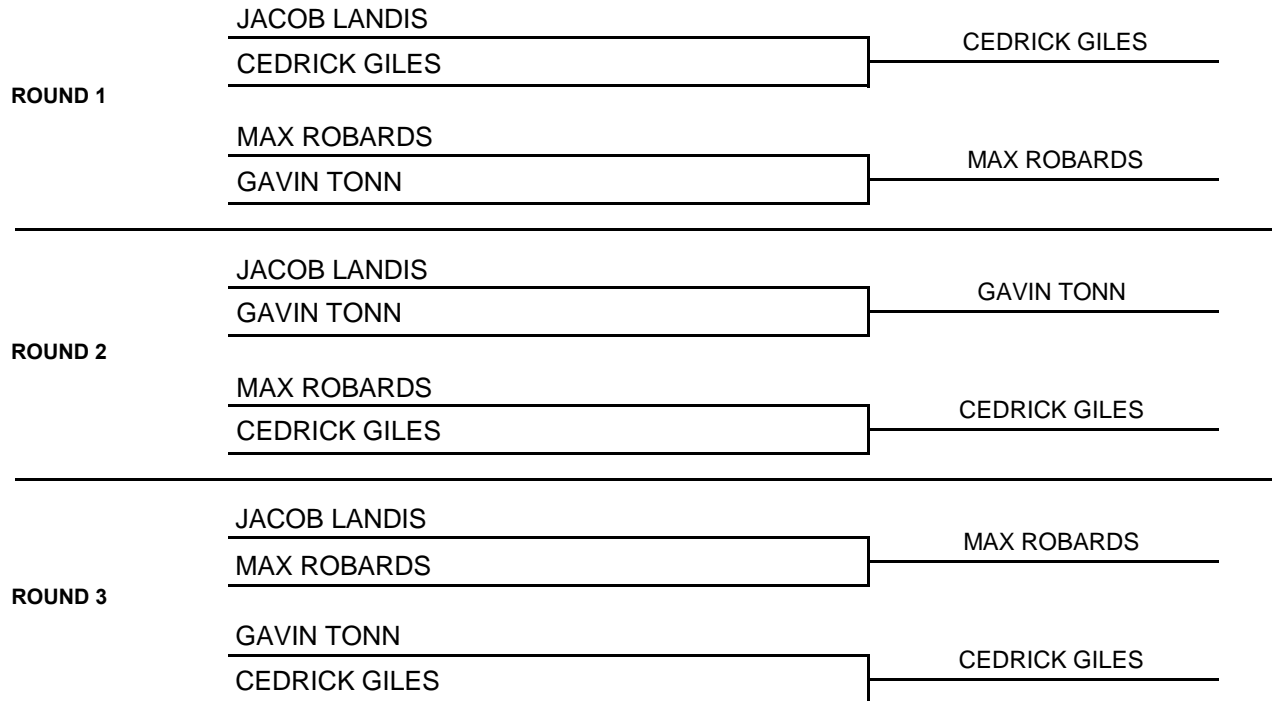 JACOB LANDIS
CEDRICK GILES
CEDRICK GILES
ROUND 1
MAX ROBARDS
MAX ROBARDS
GAVIN TONN
JACOB LANDIS
GAVIN TONN
GAVIN TONN
ROUND 2
MAX ROBARDS
CEDRICK GILES
CEDRICK GILES
JACOB LANDIS
MAX ROBARDS
MAX ROBARDS
ROUND 3
GAVIN TONN
CEDRICK GILES
CEDRICK GILES